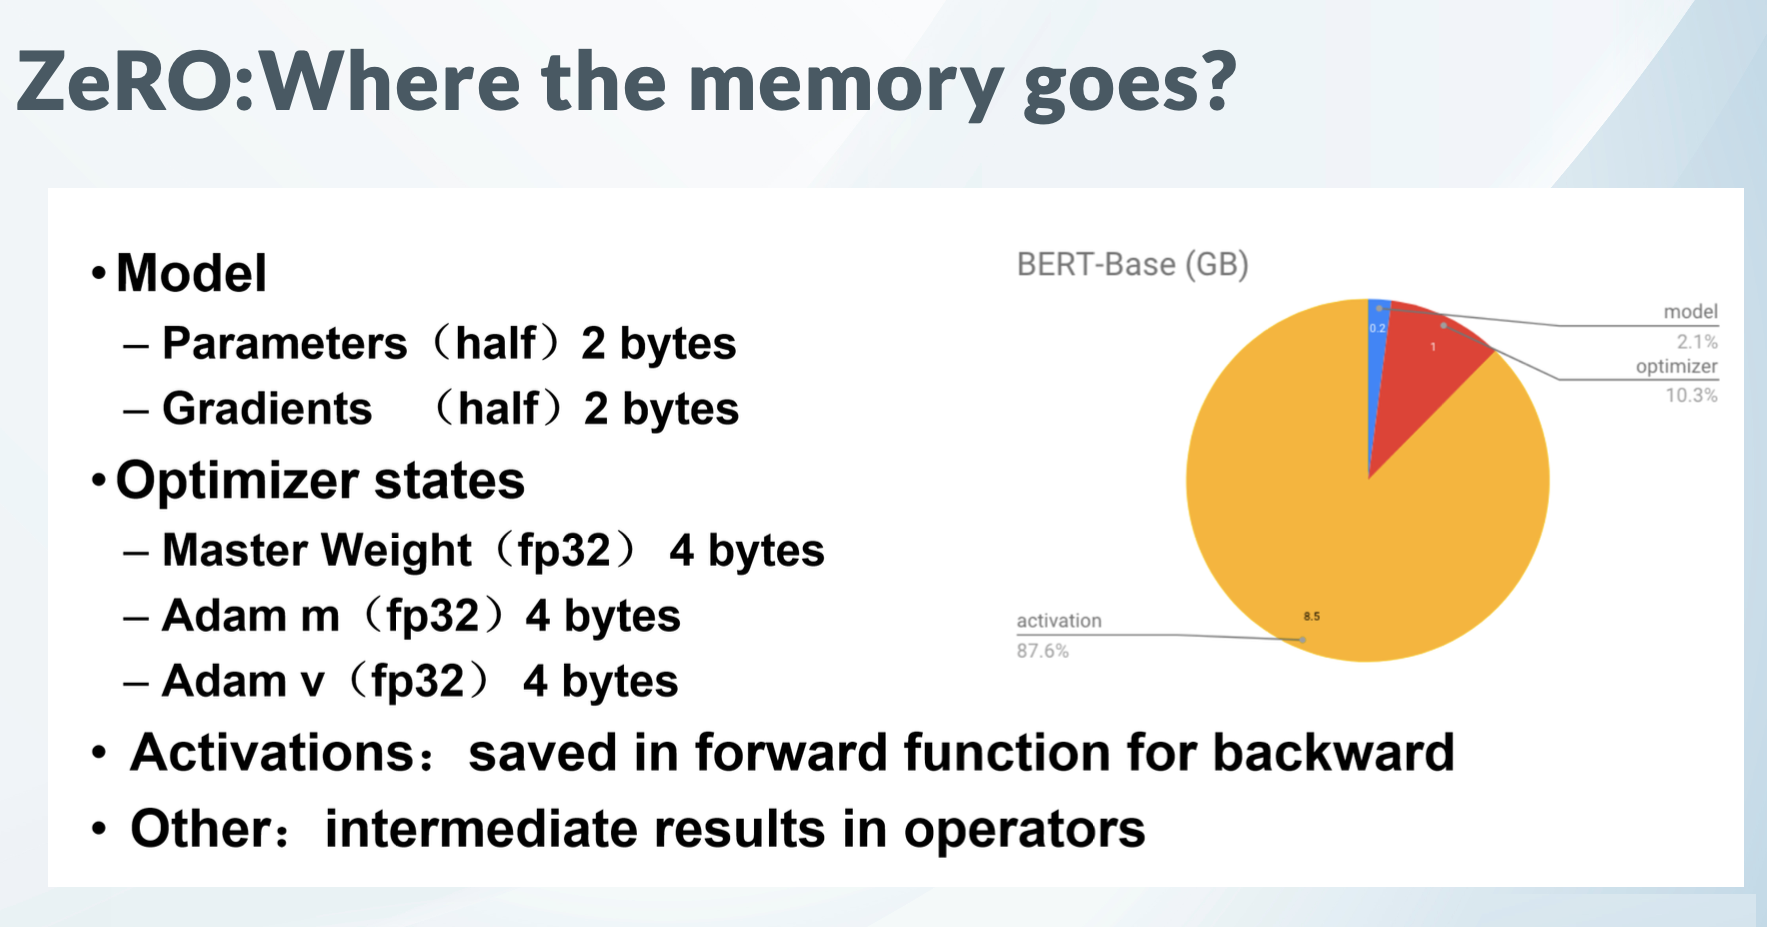 ZeRO:Where the memory goes?
• Model
– Parameters（half）2 bytes
– Gradients （half）2 bytes
• Optimizer states
– Master Weight（fp32） 4 bytes
– Adam m（fp32）4 bytes
– Adam v（fp32） 4 bytes
• Activations：saved in forward function for backward
• Other：intermediate results in operators
BERT-Base (GB)
model
2.1%
optimizer
10.3%
0.2
1
8.5
activation
87.6%